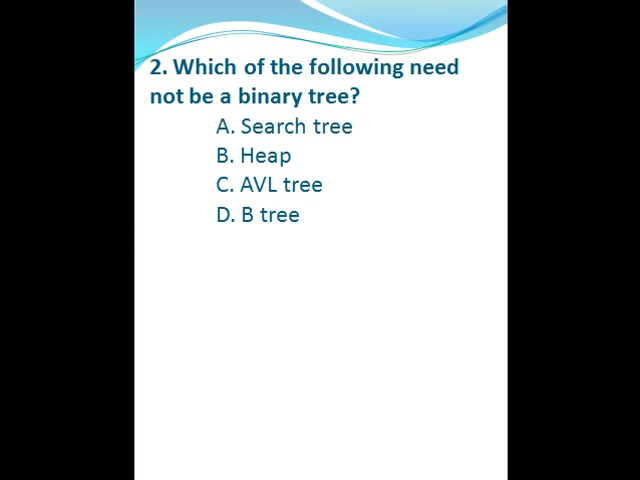 2. Which of the following need
not be a binary tree?
A. Search tree
B. Heap
C. AVL tree
D. B tree